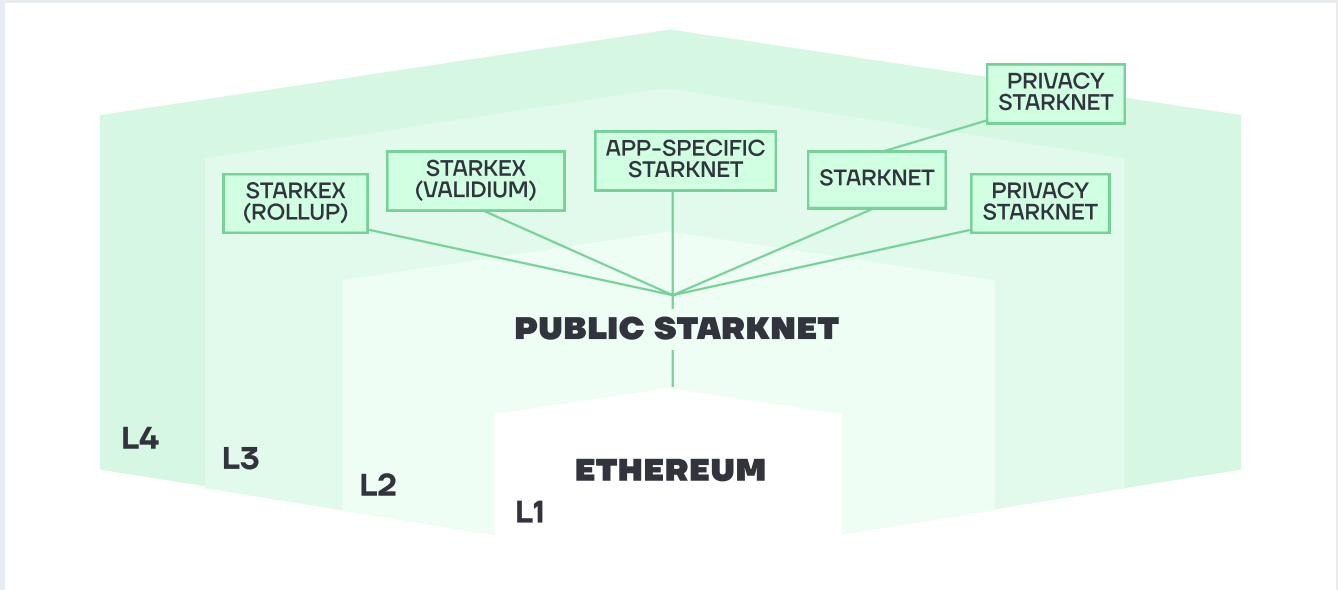 PRIVACY
STARKNET
APP-SPECIFIC
STARKNET
STARKEX
(VALIDIUM)
STARKNET
STARKEX
(ROLLUP)
PRIVACY
STARKNET
PUBLIC STARKNET
L4
L3
ETHEREUM
L2
L1